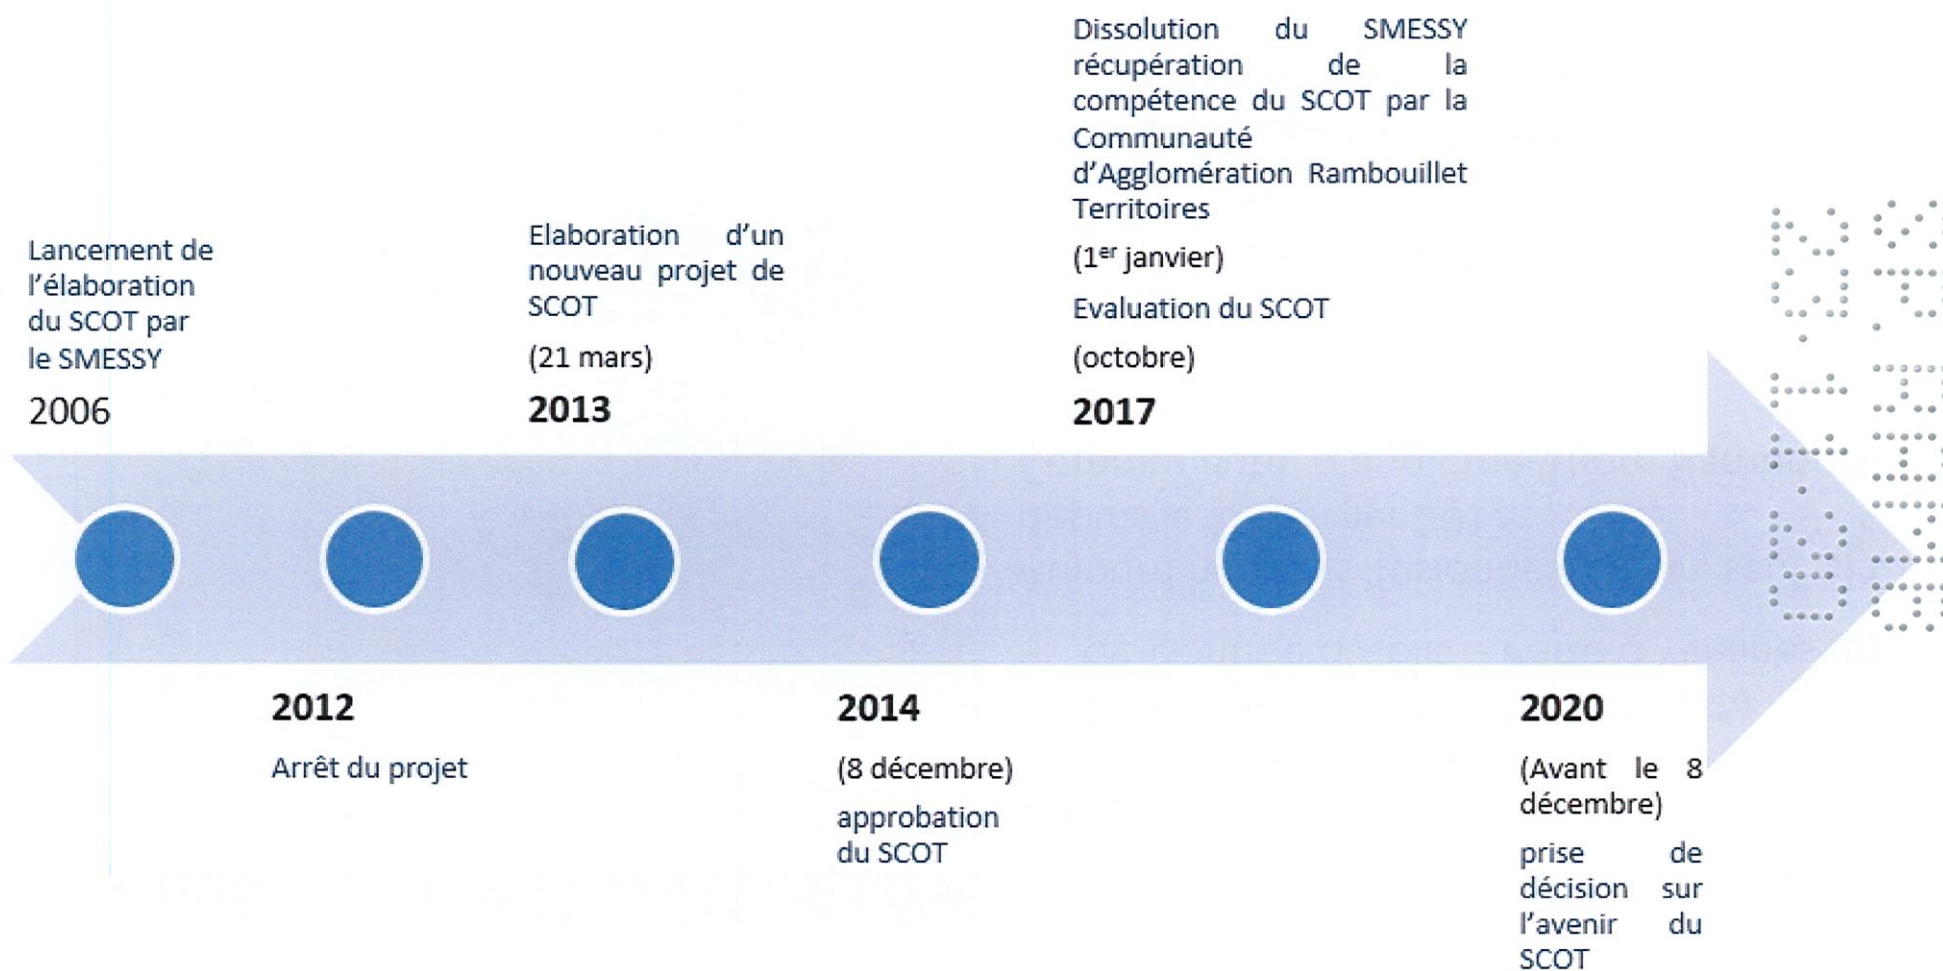 Lancement de
l'élaboration
du SCOT par
le SMESSY
2006
2012
Arrêt du projet
Elaboration d'un
nouveau projet de
SCOT
(21 mars)
2013
2014
(8 décembre)
approbation
du SCOT
Dissolution du SMESSY
récupération de la
compétence du SCOT par la
Communauté
d'Agglomération Rambouillet
Territoires
(1er janvier)
Evaluation du SCOT
(octobre)
2017
2020
(Avant le 8
décembre)
prise de
décision sur
l'avenir du
SCOT